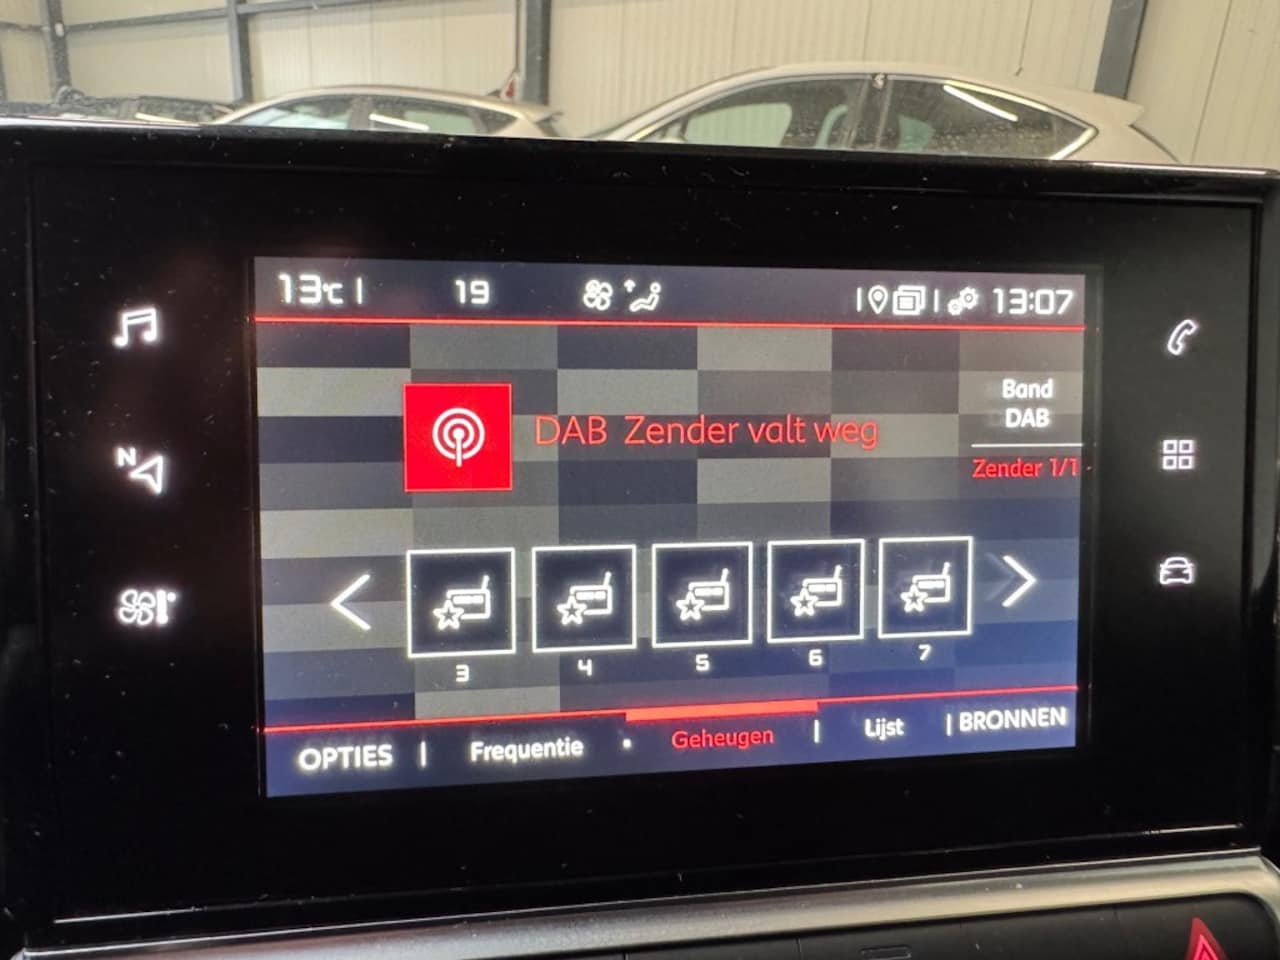 13°C | 19 13:07
N
DAB Zender valt weg
Band
DAB
Zender 1/1
3 4 5 6 7
OPTIES | Frequentie Geheugen | Lijst | BRONNEN